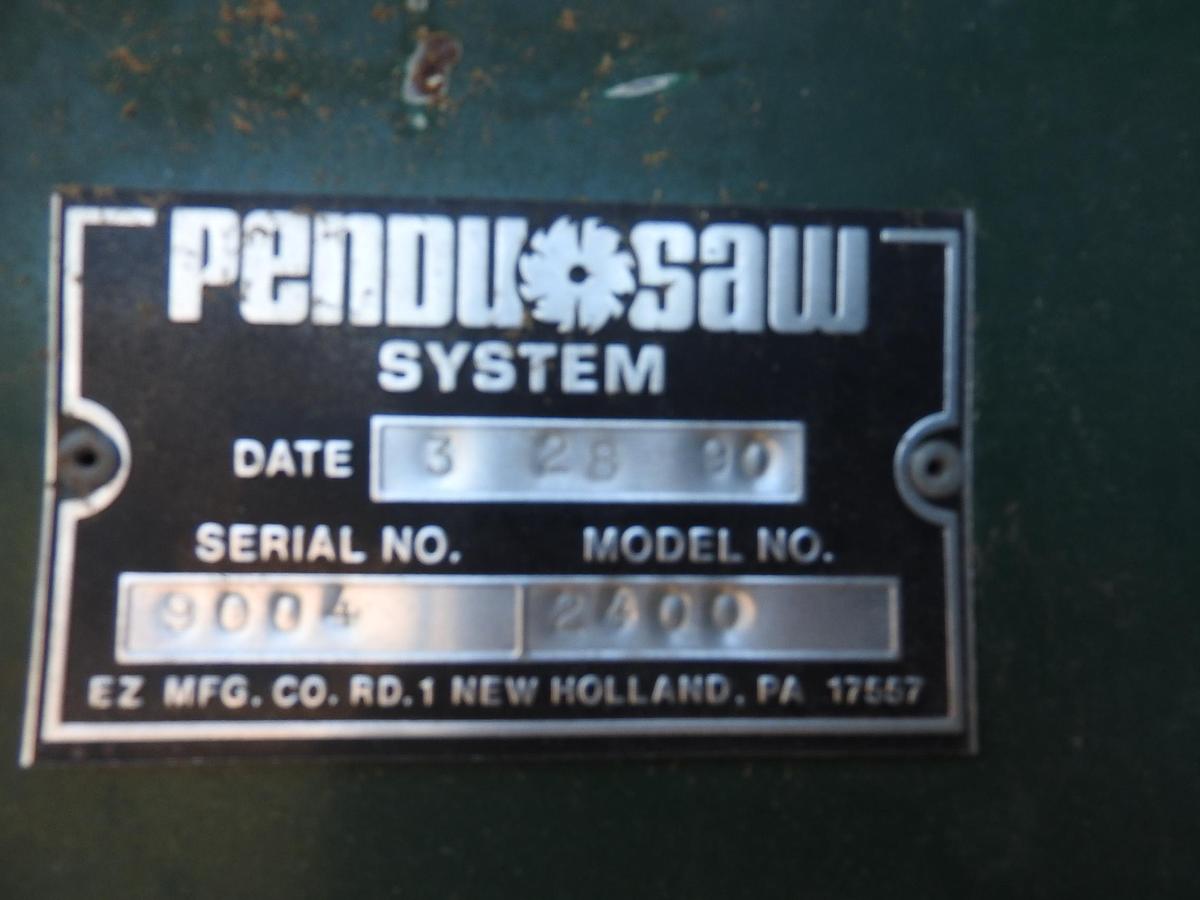 PENDU SAW
SYSTEM
DATE 3 28 90
SERIAL NO. MODEL NO.
9004 2400
EZ MFG. CO. RD.1 NEW HOLLAND, PA 17557